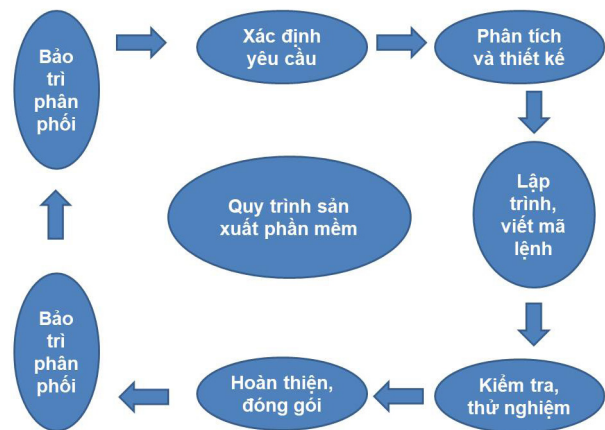 Bảo
trì
phân
phối
Xác định
yêu cầu
Phân tích
và thiết kế
Quy trình sản
xuất phần mềm
Lập
trình,
viết mã
lệnh
Bảo
trì
phân
phối
Hoàn thiện,
đóng gói
Kiểm tra,
thử nghiệm